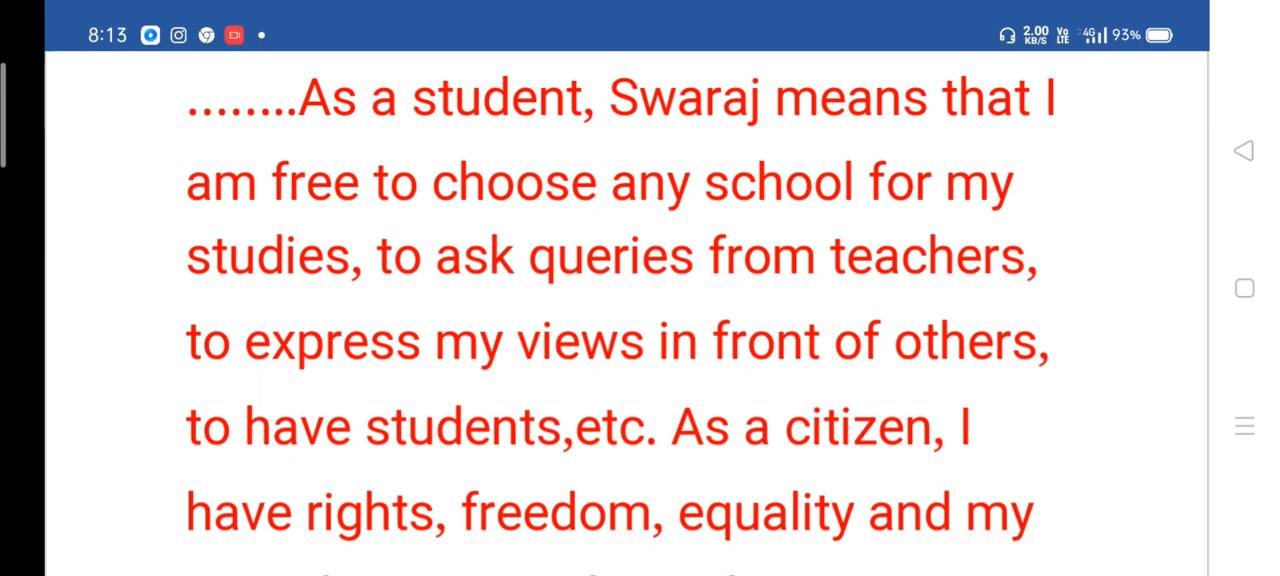 8:13 2.00 KB/S Vo LTE 4G 93%
........As a student, Swaraj means that I
am free to choose any school for my
studies, to ask queries from teachers,
to express my views in front of others,
to have students,etc. As a citizen, I
have rights, freedom, equality and my